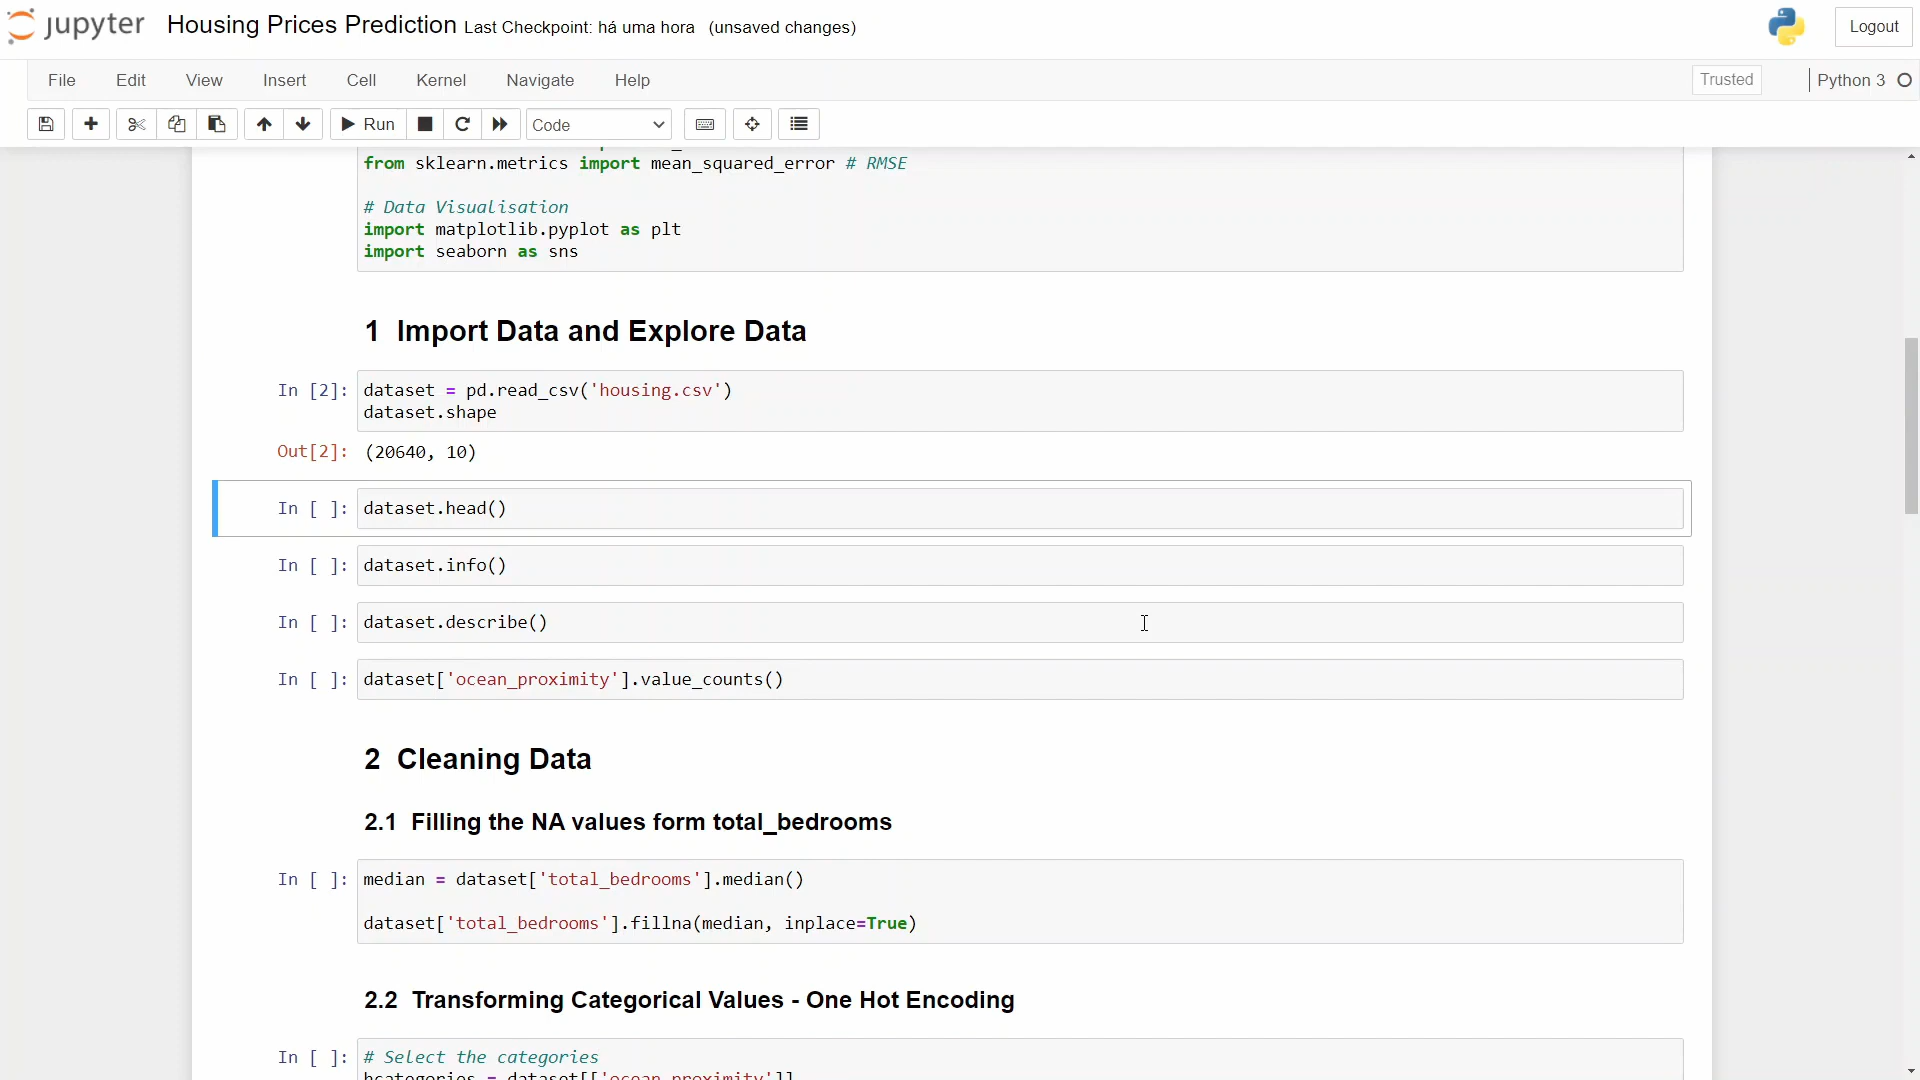 jupyter Housing Prices Prediction Last Checkpoint: há uma hora (unsaved changes) Logout
File Edit View Insert Cell Kernel Navigate Help Trusted Python 3
Run Code
from sklearn.metrics import mean_squared_error # RMSE
# Data Visualisation
import matplotlib.pyplot as plt
import seaborn as sns
1 Import Data and Explore Data
In [2]: dataset = pd.read_csv('housing.csv')
dataset.shape
Out[2]: (20640, 10)
In [ ]: dataset.head()
In [ ]: dataset.info()
In [ ]: dataset.describe()
In [ ]: dataset['ocean_proximity'].value_counts()
2 Cleaning Data
2.1 Filling the NA values form total_bedrooms
In [ ]: median = dataset['total_bedrooms'].median()
dataset['total_bedrooms'].fillna(median, inplace=True)
2.2 Transforming Categorical Values - One Hot Encoding
In [ ]: # Select the categories
hcategories = dataset[['ocean_proximity']]